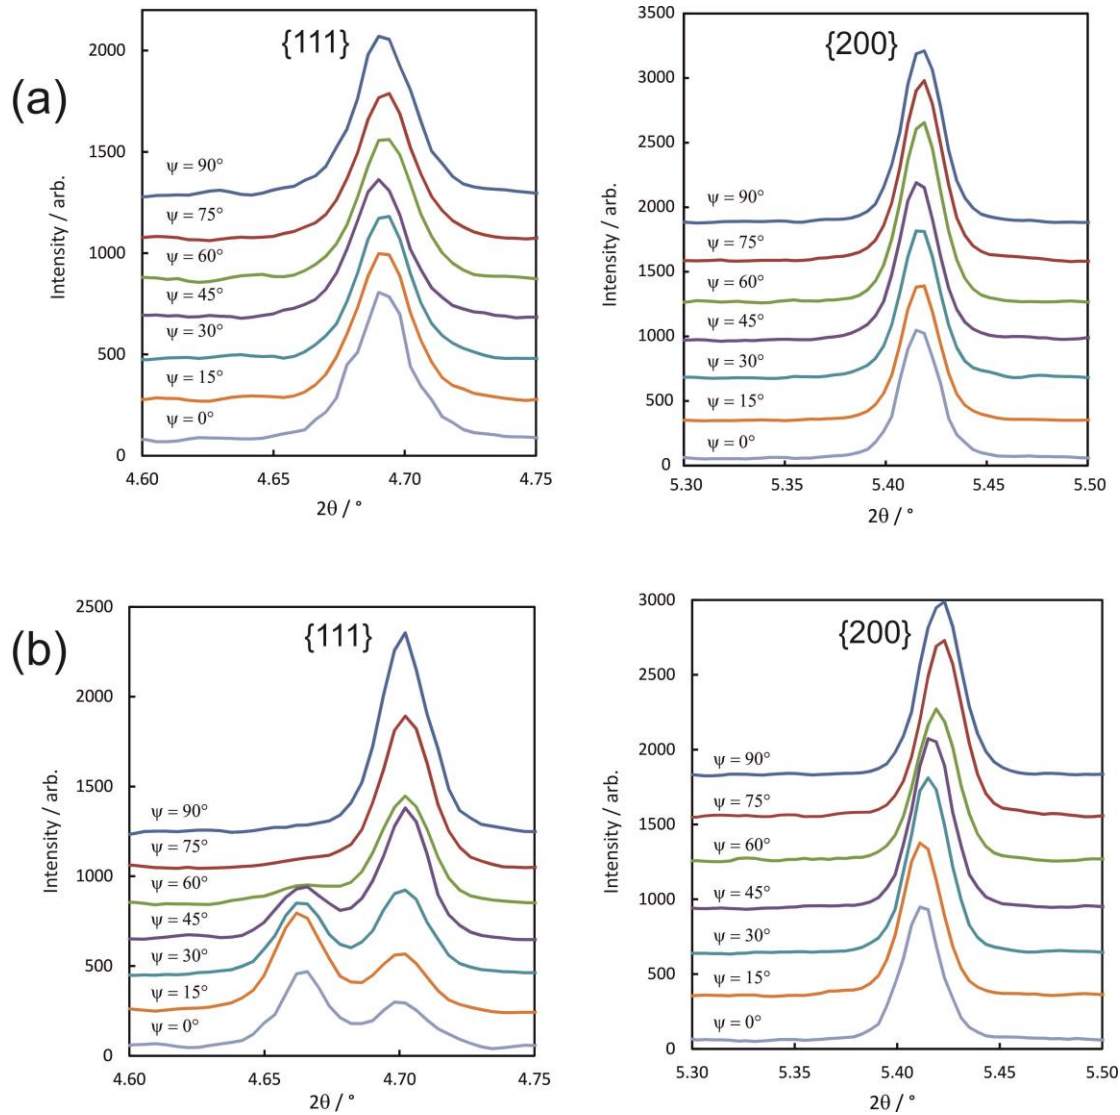 (a)
{111}
Intensity / arb.
2000
1500
1000
500
0
ψ = 90°
ψ = 75°
ψ = 60°
ψ = 45°
ψ = 30°
ψ = 15°
ψ = 0°
4.60 4.65 4.70 4.75
2θ / °
{200}
Intensity / arb.
3500
3000
2500
2000
1500
1000
500
0
ψ = 90°
ψ = 75°
ψ = 60°
ψ = 45°
ψ = 30°
ψ = 15°
ψ = 0°
5.30 5.35 5.40 5.45 5.50
2θ / °
(b)
{111}
Intensity / arb.
2500
2000
1500
1000
500
0
ψ = 90°
ψ = 75°
ψ = 60°
ψ = 45°
ψ = 30°
ψ = 15°
ψ = 0°
4.60 4.65 4.70 4.75
2θ / °
{200}
Intensity / arb.
3000
2500
2000
1500
1000
500
0
ψ = 90°
ψ = 75°
ψ = 60°
ψ = 45°
ψ = 30°
ψ = 15°
ψ = 0°
5.30 5.35 5.40 5.45 5.50
2θ / °